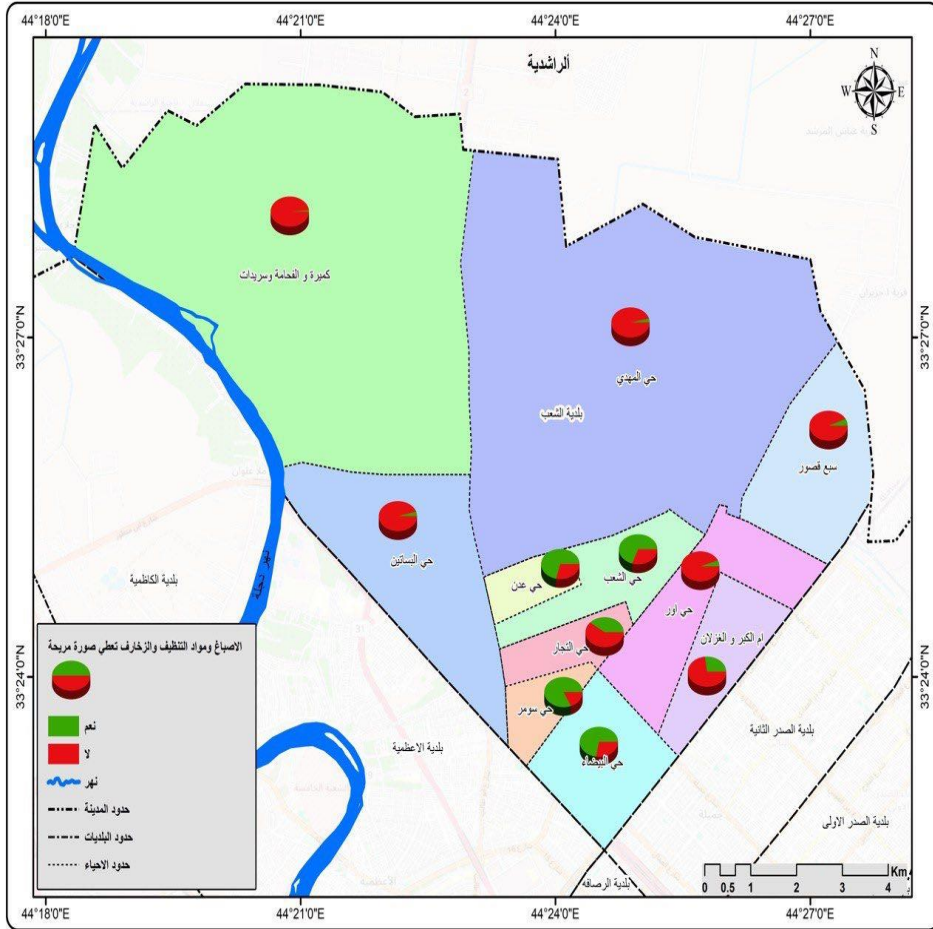 44°18'0"E
44°21'0"E
44°24'0"E
44°27'0"E
ألراشدية
N
W E
S
كميرة و الفحامة وسريدات
33°27'0"N
33°27'0"N
حي المهدي
بلدية الشعب
سبع قصور
حي البساتين
حي الشعب
حي عدن
حي اور
ام الكبر و الغزلان
حي التجار
حي سومر
حي البيضاء
نهر دجلة
بلدية الكاظمية
33°24'0"N
33°24'0"N
بلدية الاعظمية
بلدية الصدر الثانية
بلدية الصدر الاولى
بلدية الرصافه
الاصباغ ومواد التنظيف والزخارف تعطي صورة مريحة
نعم
لا
نهر
حدود المدينة
حدود البلديات
حدود الاحياء
Km
0 0.5 1 2 3 4
44°18'0"E
44°21'0"E
44°24'0"E
44°27'0"E